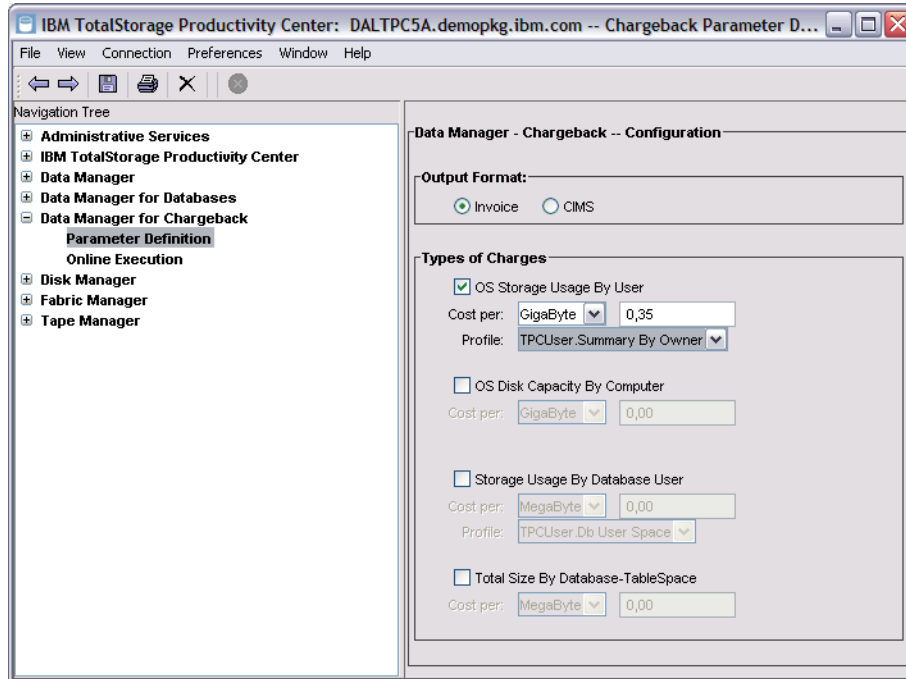 IBM TotalStorage Productivity Center: DALTPC5A.demopkg.ibm.com -- Chargeback Parameter D...
File View Connection Preferences Window Help
Navigation Tree
Administrative Services
IBM TotalStorage Productivity Center
Data Manager
Data Manager for Databases
Data Manager for Chargeback
Parameter Definition
Online Execution
Disk Manager
Fabric Manager
Tape Manager
Data Manager - Chargeback -- Configuration
Output Format:
Invoice CIMS
Types of Charges
OS Storage Usage By User
Cost per: GigaByte 0,35
Profile: TPCUser.Summary By Owner
OS Disk Capacity By Computer
Cost per: GigaByte 0,00
Storage Usage By Database User
Cost per: MegaByte 0,00
Profile: TPCUser.Db User Space
Total Size By Database-TableSpace
Cost per: MegaByte 0,00